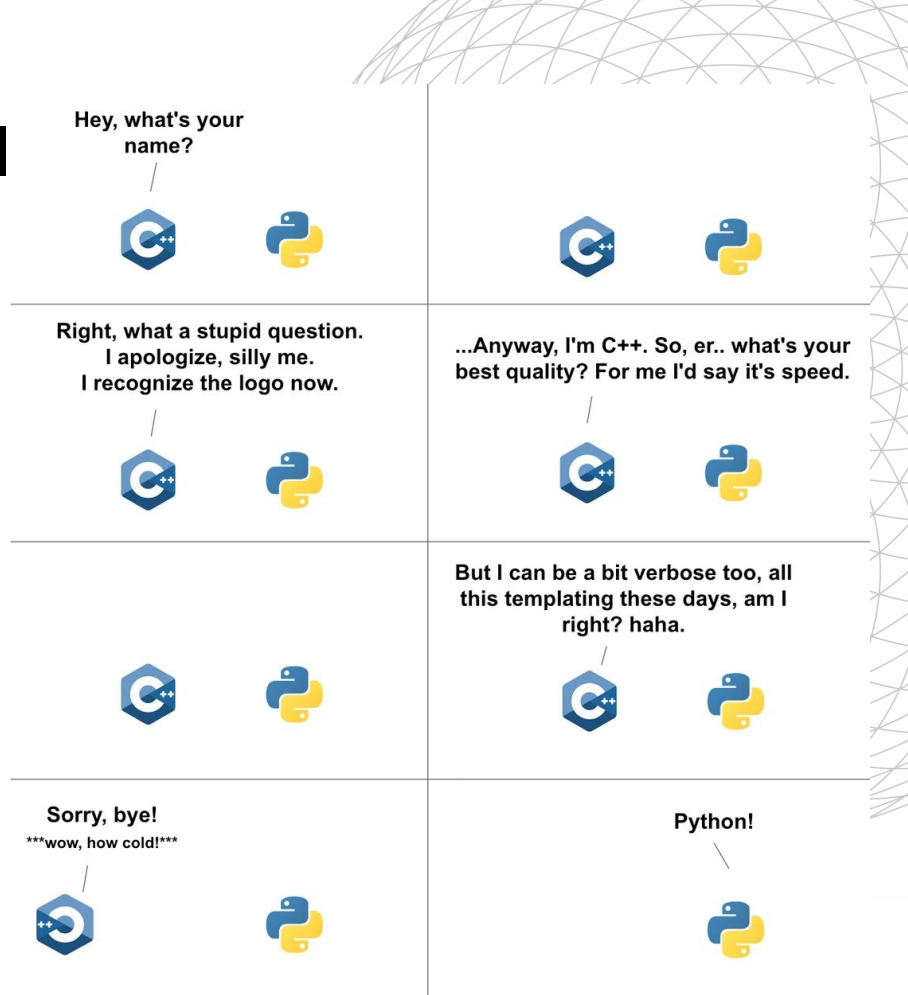 Hey, what's your
name?
C++
C++
Right, what a stupid question.
I apologize, silly me.
I recognize the logo now.
C++
...Anyway, I'm C++. So, er.. what's your
best quality? For me I'd say it's speed.
C++
C++
But I can be a bit verbose too, all
this templating these days, am I
right? haha.
C++
Sorry, bye!
***wow, how cold!***
C++
Python!